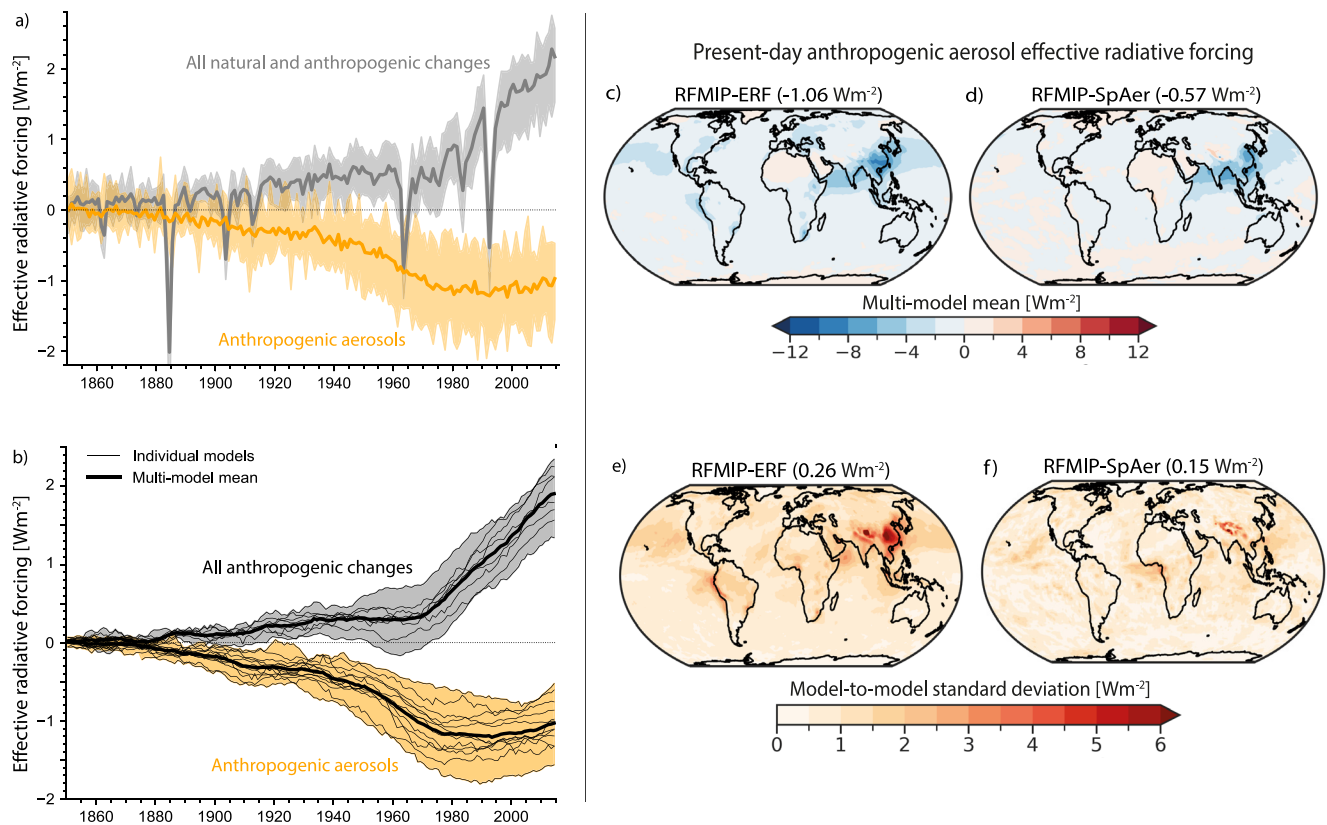 a)
Effective radiative forcing [Wm-2]
2
1
0
−1
−2
All natural and anthropogenic changes
Anthropogenic aerosols
1860 1880 1900 1920 1940 1960 1980 2000
b)
Effective radiative forcing [Wm-2]
2
1
0
−1
−2
Individual models
Multi-model mean
All anthropogenic changes
Anthropogenic aerosols
1860 1880 1900 1920 1940 1960 1980 2000
Present-day anthropogenic aerosol effective radiative forcing
c)
RFMIP-ERF (-1.06 Wm-2)
d)
RFMIP-SpAer (-0.57 Wm-2)
Multi-model mean [Wm-2]
−12 −8 −4 0 4 8 12
e)
RFMIP-ERF (0.26 Wm-2)
f)
RFMIP-SpAer (0.15 Wm-2)
Model-to-model standard deviation [Wm-2]
0 1 2 3 4 5 6